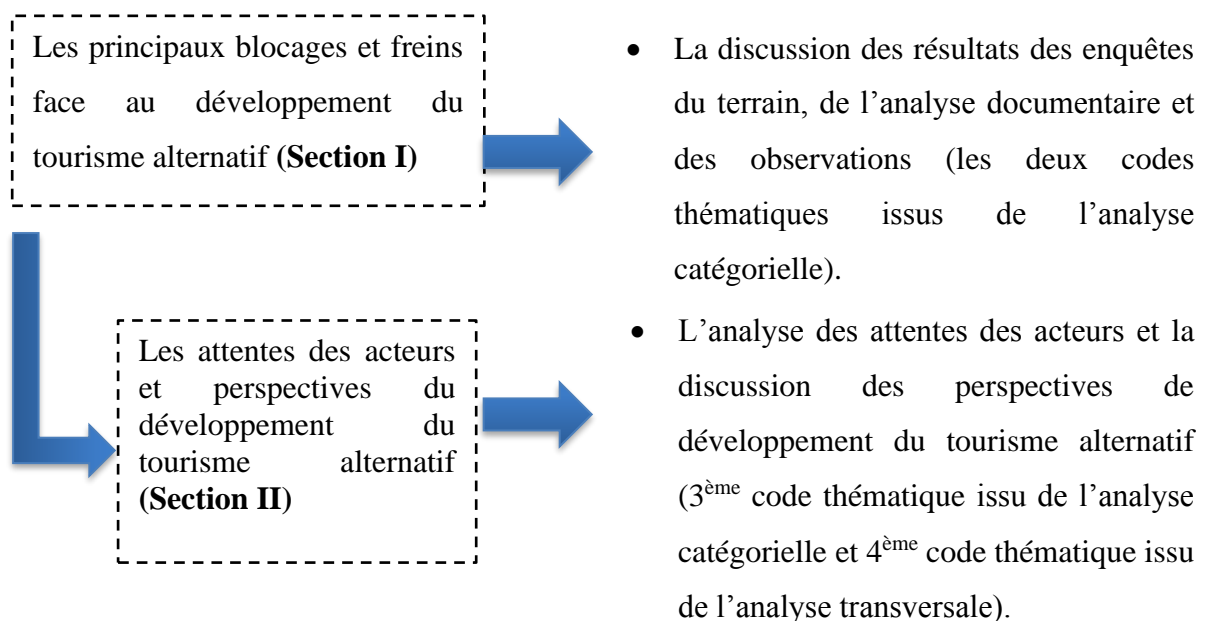 Les principaux blocages et freins
face au développement du
tourisme alternatif (Section I)
• La discussion des résultats des enquêtes
du terrain, de l’analyse documentaire et
des observations (les deux codes
thématiques issus de l’analyse
catégorielle).
Les attentes des acteurs
et perspectives du
développement du
tourisme alternatif
(Section II)
• L’analyse des attentes des acteurs et la
discussion des perspectives de
développement du tourisme alternatif
(3ème code thématique issu de l’analyse
catégorielle et 4ème code thématique issu
de l’analyse transversale).